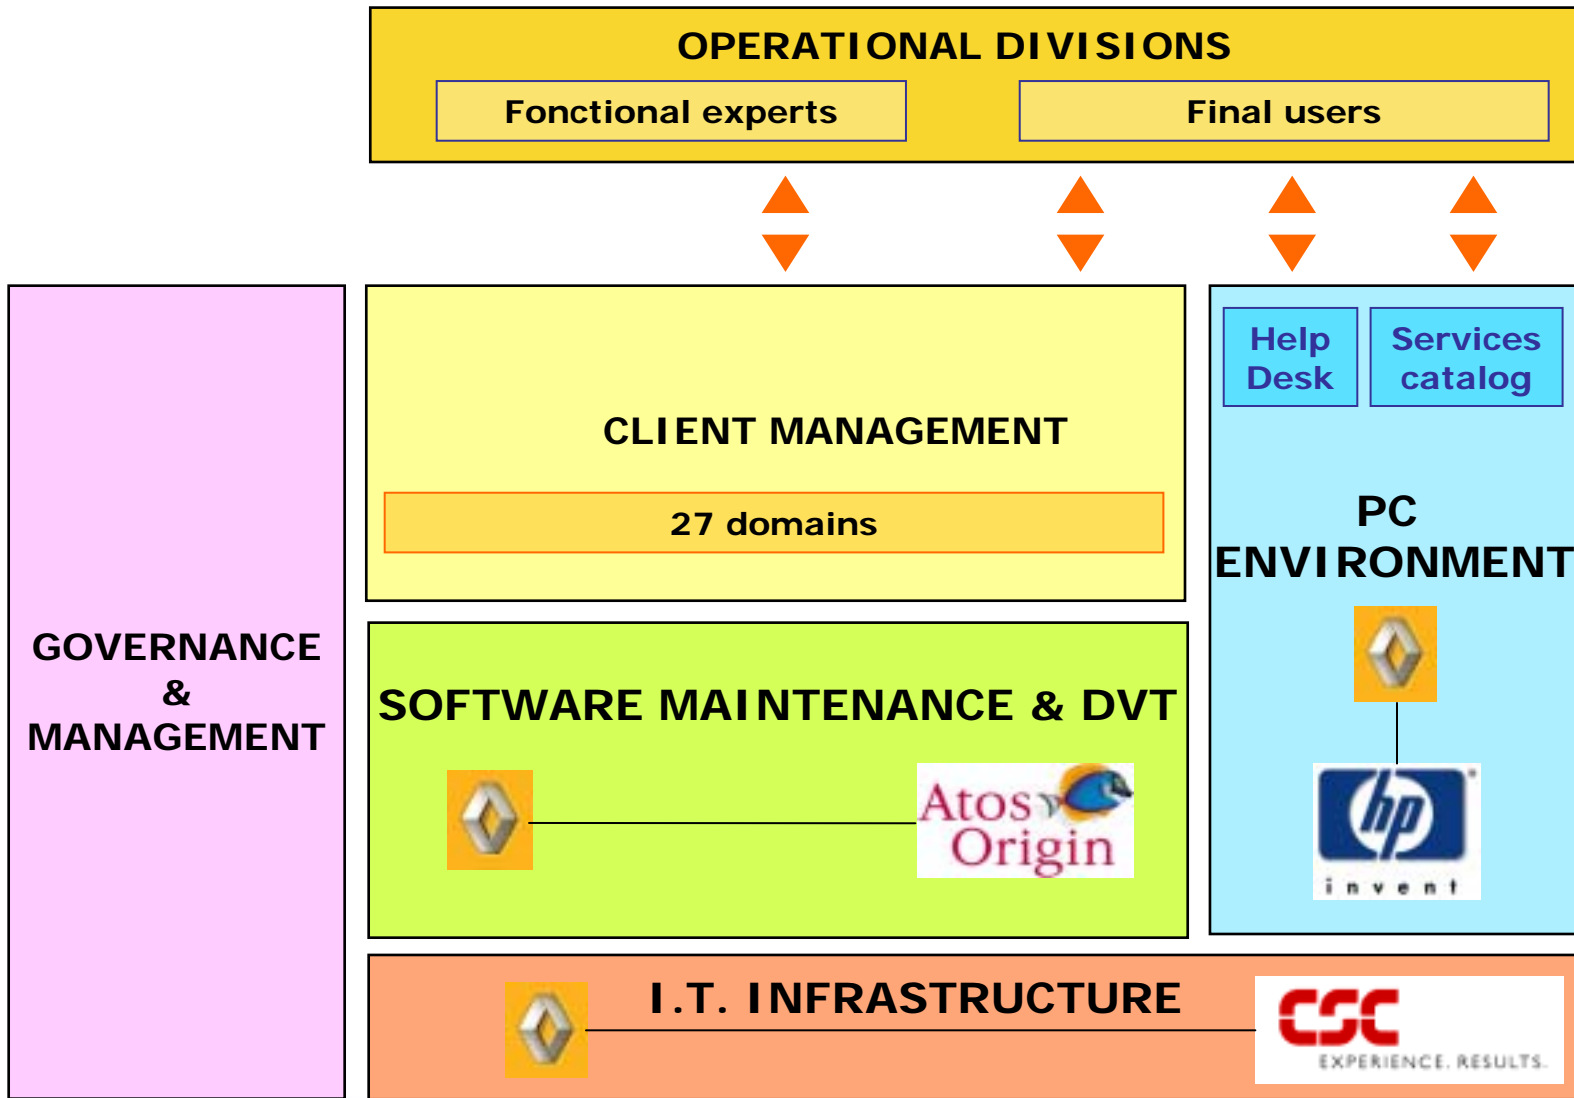 OPERATIONAL DIVISIONS
Fonctional experts
Final users
GOVERNANCE
&
MANAGEMENT
CLIENT MANAGEMENT
27 domains
Help
Desk
Services
catalog
PC
ENVIRONMENT
hp
invent
SOFTWARE MAINTENANCE & DVT
Atos
Origin
I.T. INFRASTRUCTURE
CSC
EXPERIENCE. RESULTS.